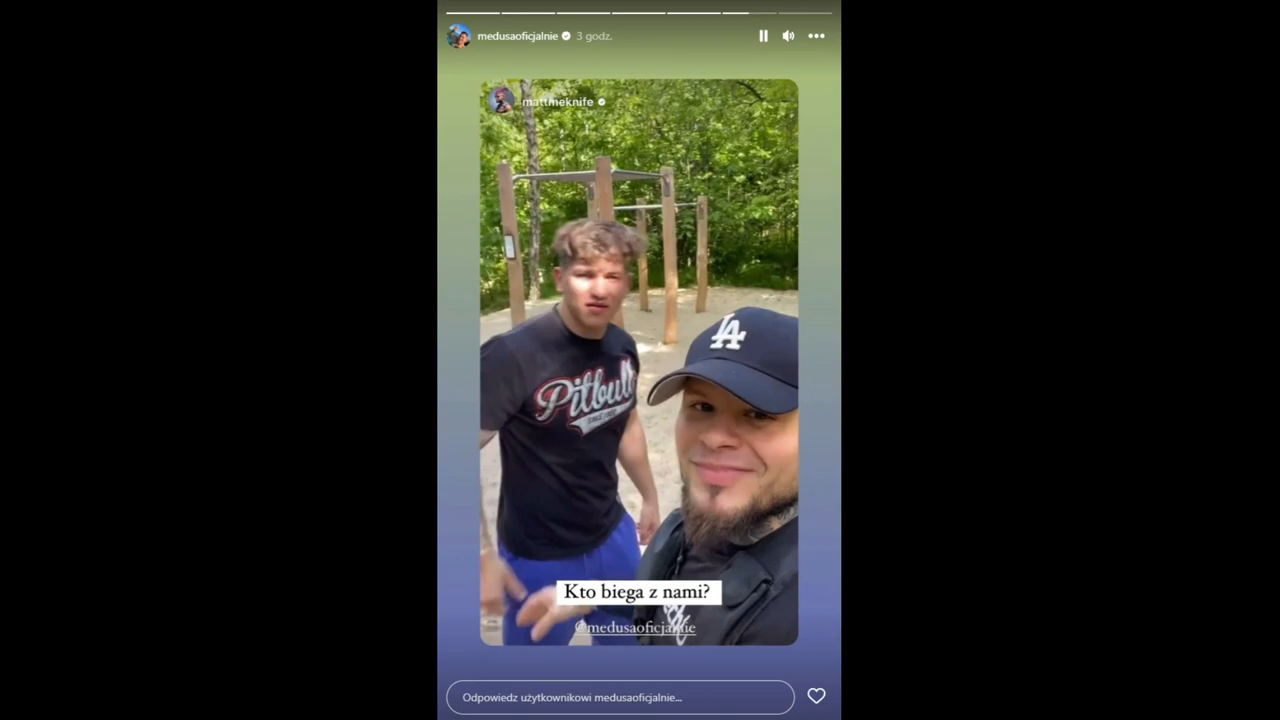 medusaoficjalnie 3 godz.
mattmeknife
LA
Pitbull
Kto biega z nami?
@medusaoficjalnie
Odpowiedz użytkownikowi medusaoficjalnie...